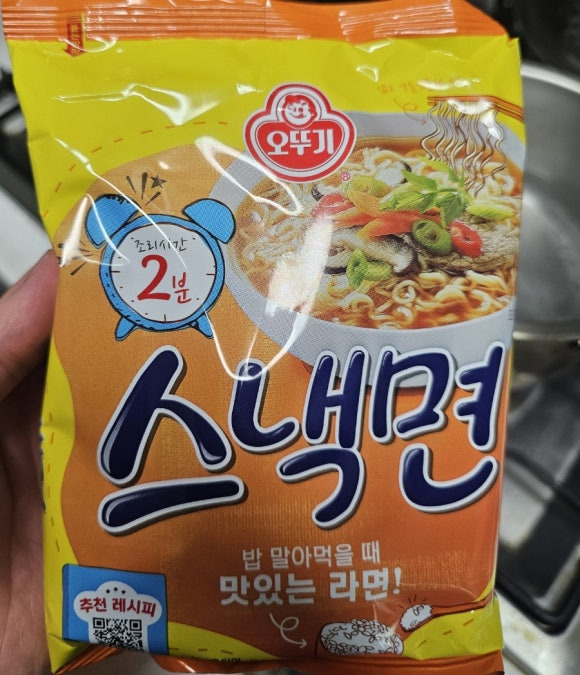 오뚜기
조리시간
2분
스낵면
밥 말아먹을 때
맛있는 라면!
추천 레시피